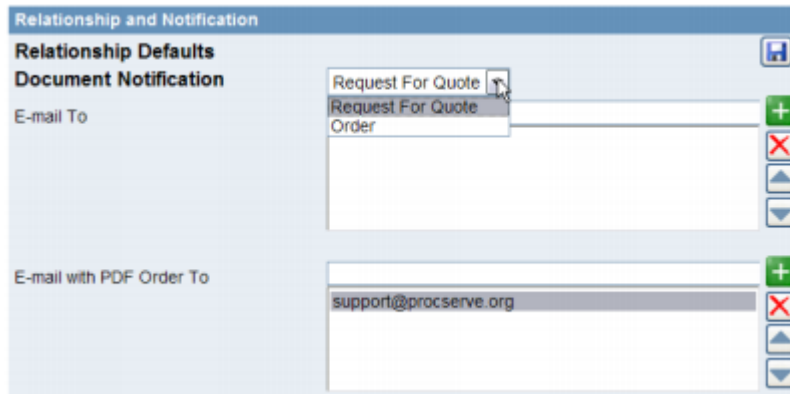 Relationship and Notification
Relationship Defaults
Document Notification
Request For Quote
Request For Quote
Order
E-mail To
E-mail with PDF Order To
support@procserve.org